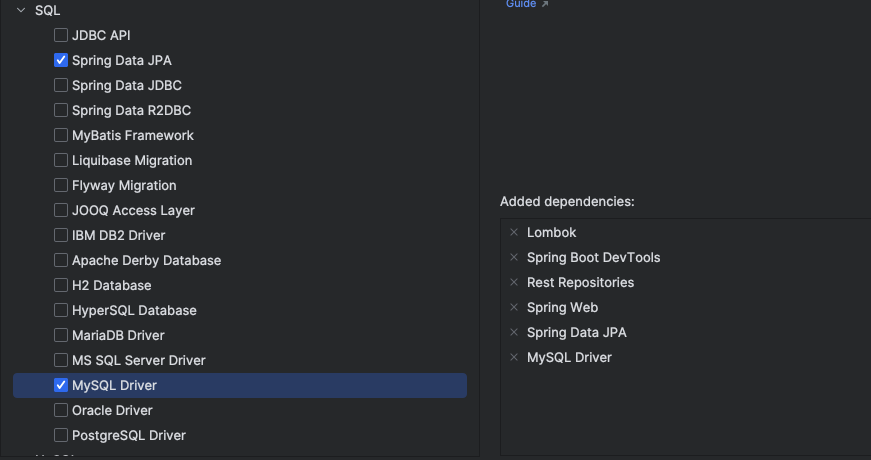 SQL
JDBC API
Spring Data JPA
Spring Data JDBC
Spring Data R2DBC
MyBatis Framework
Liquibase Migration
Flyway Migration
JOOQ Access Layer
IBM DB2 Driver
Apache Derby Database
H2 Database
HyperSQL Database
MariaDB Driver
MS SQL Server Driver
MySQL Driver
Oracle Driver
PostgreSQL Driver
Guide ↗
Added dependencies:
× Lombok
× Spring Boot DevTools
× Rest Repositories
× Spring Web
× Spring Data JPA
× MySQL Driver